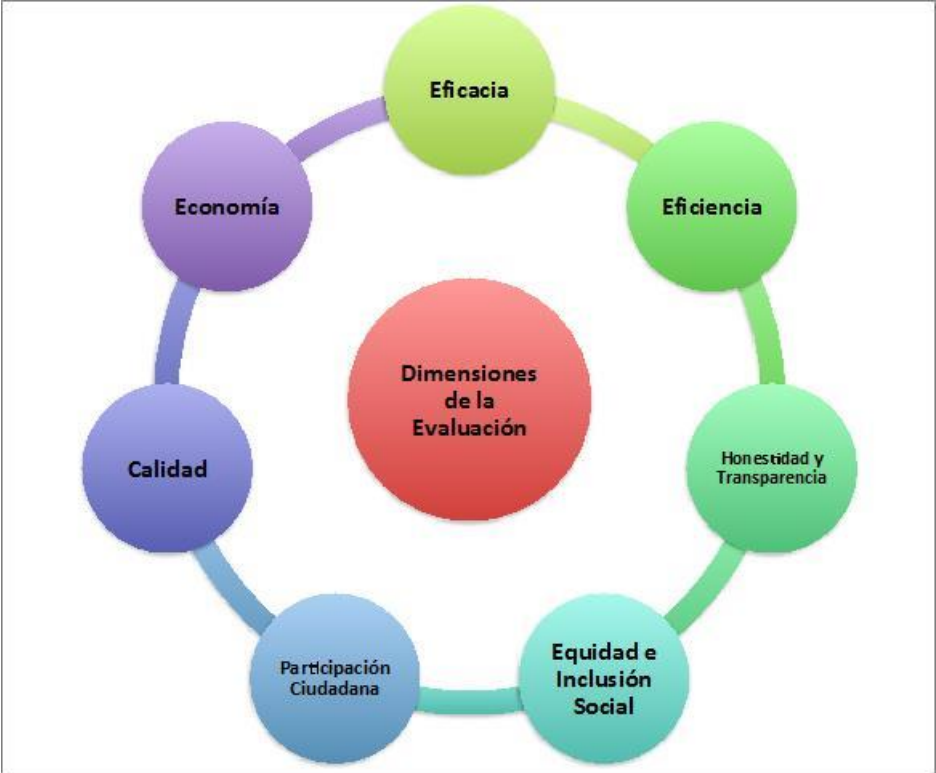 Eficacia
Eficiencia
Honestidad y
Transparencia
Equidad e
Inclusión
Social
Participación
Ciudadana
Calidad
Economía
Dimensiones
de la
Evaluación